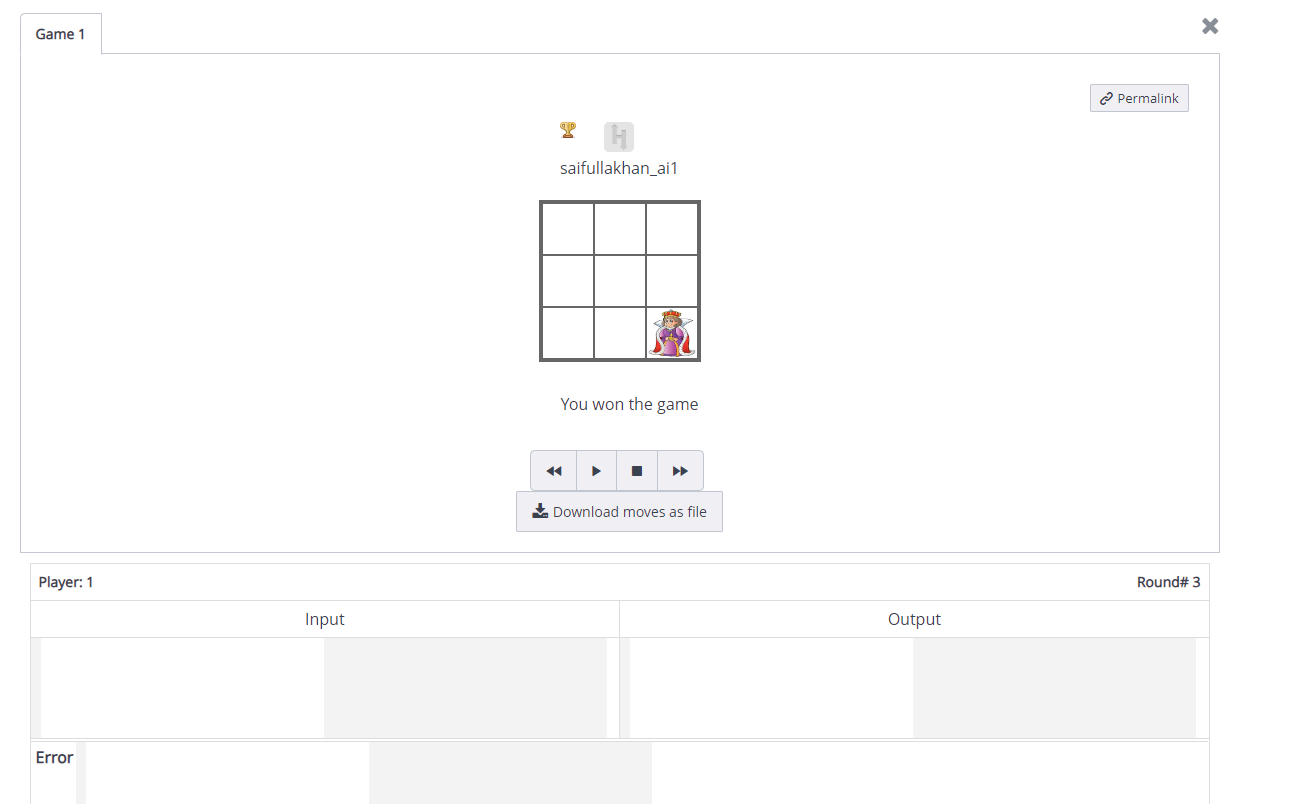 Game 1
Permalink
saifullakhan_ai1
You won the game
Download moves as file
Player: 1
Round# 3
Input
Output
Error